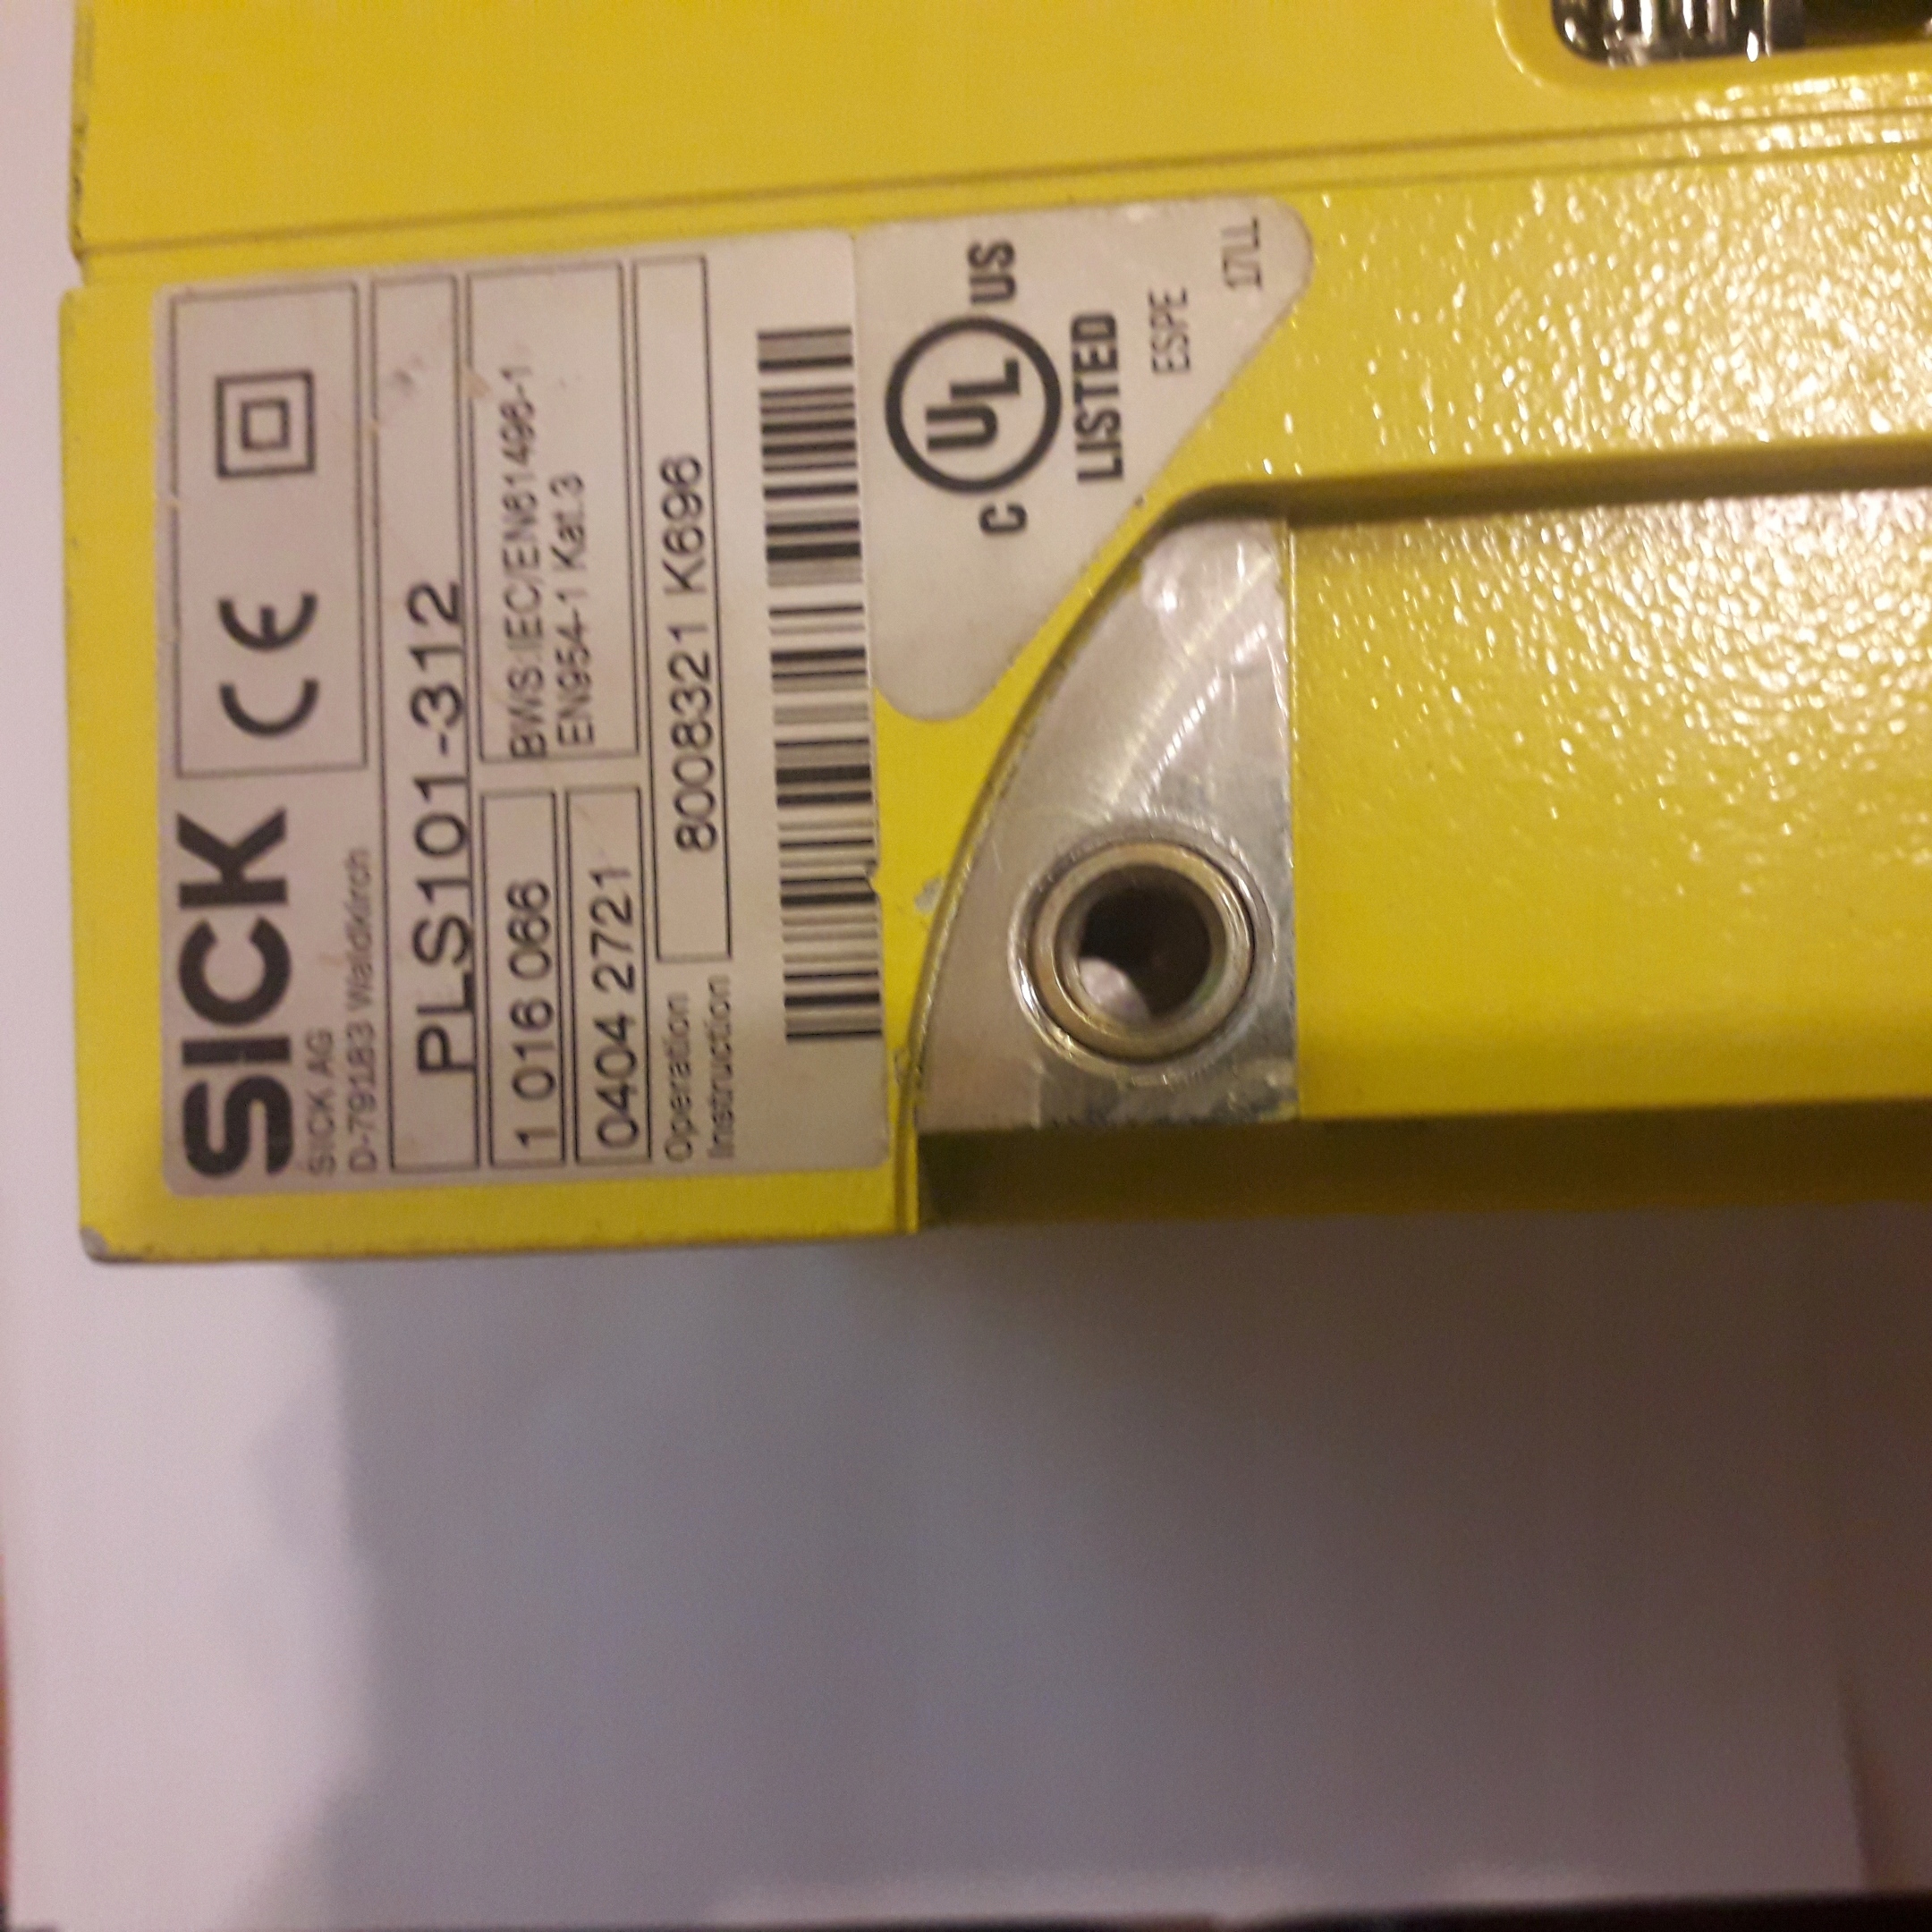 SICK
SICK AG
D-79183 Waldkirch
CE
PLS101-312
1 016 066
BWS:IEC/EN61496-1
EN954-1 Kat.3
0404 2721
Operation
Instruction
8008321 K696
C UL US
LISTED
ESPE
17LL